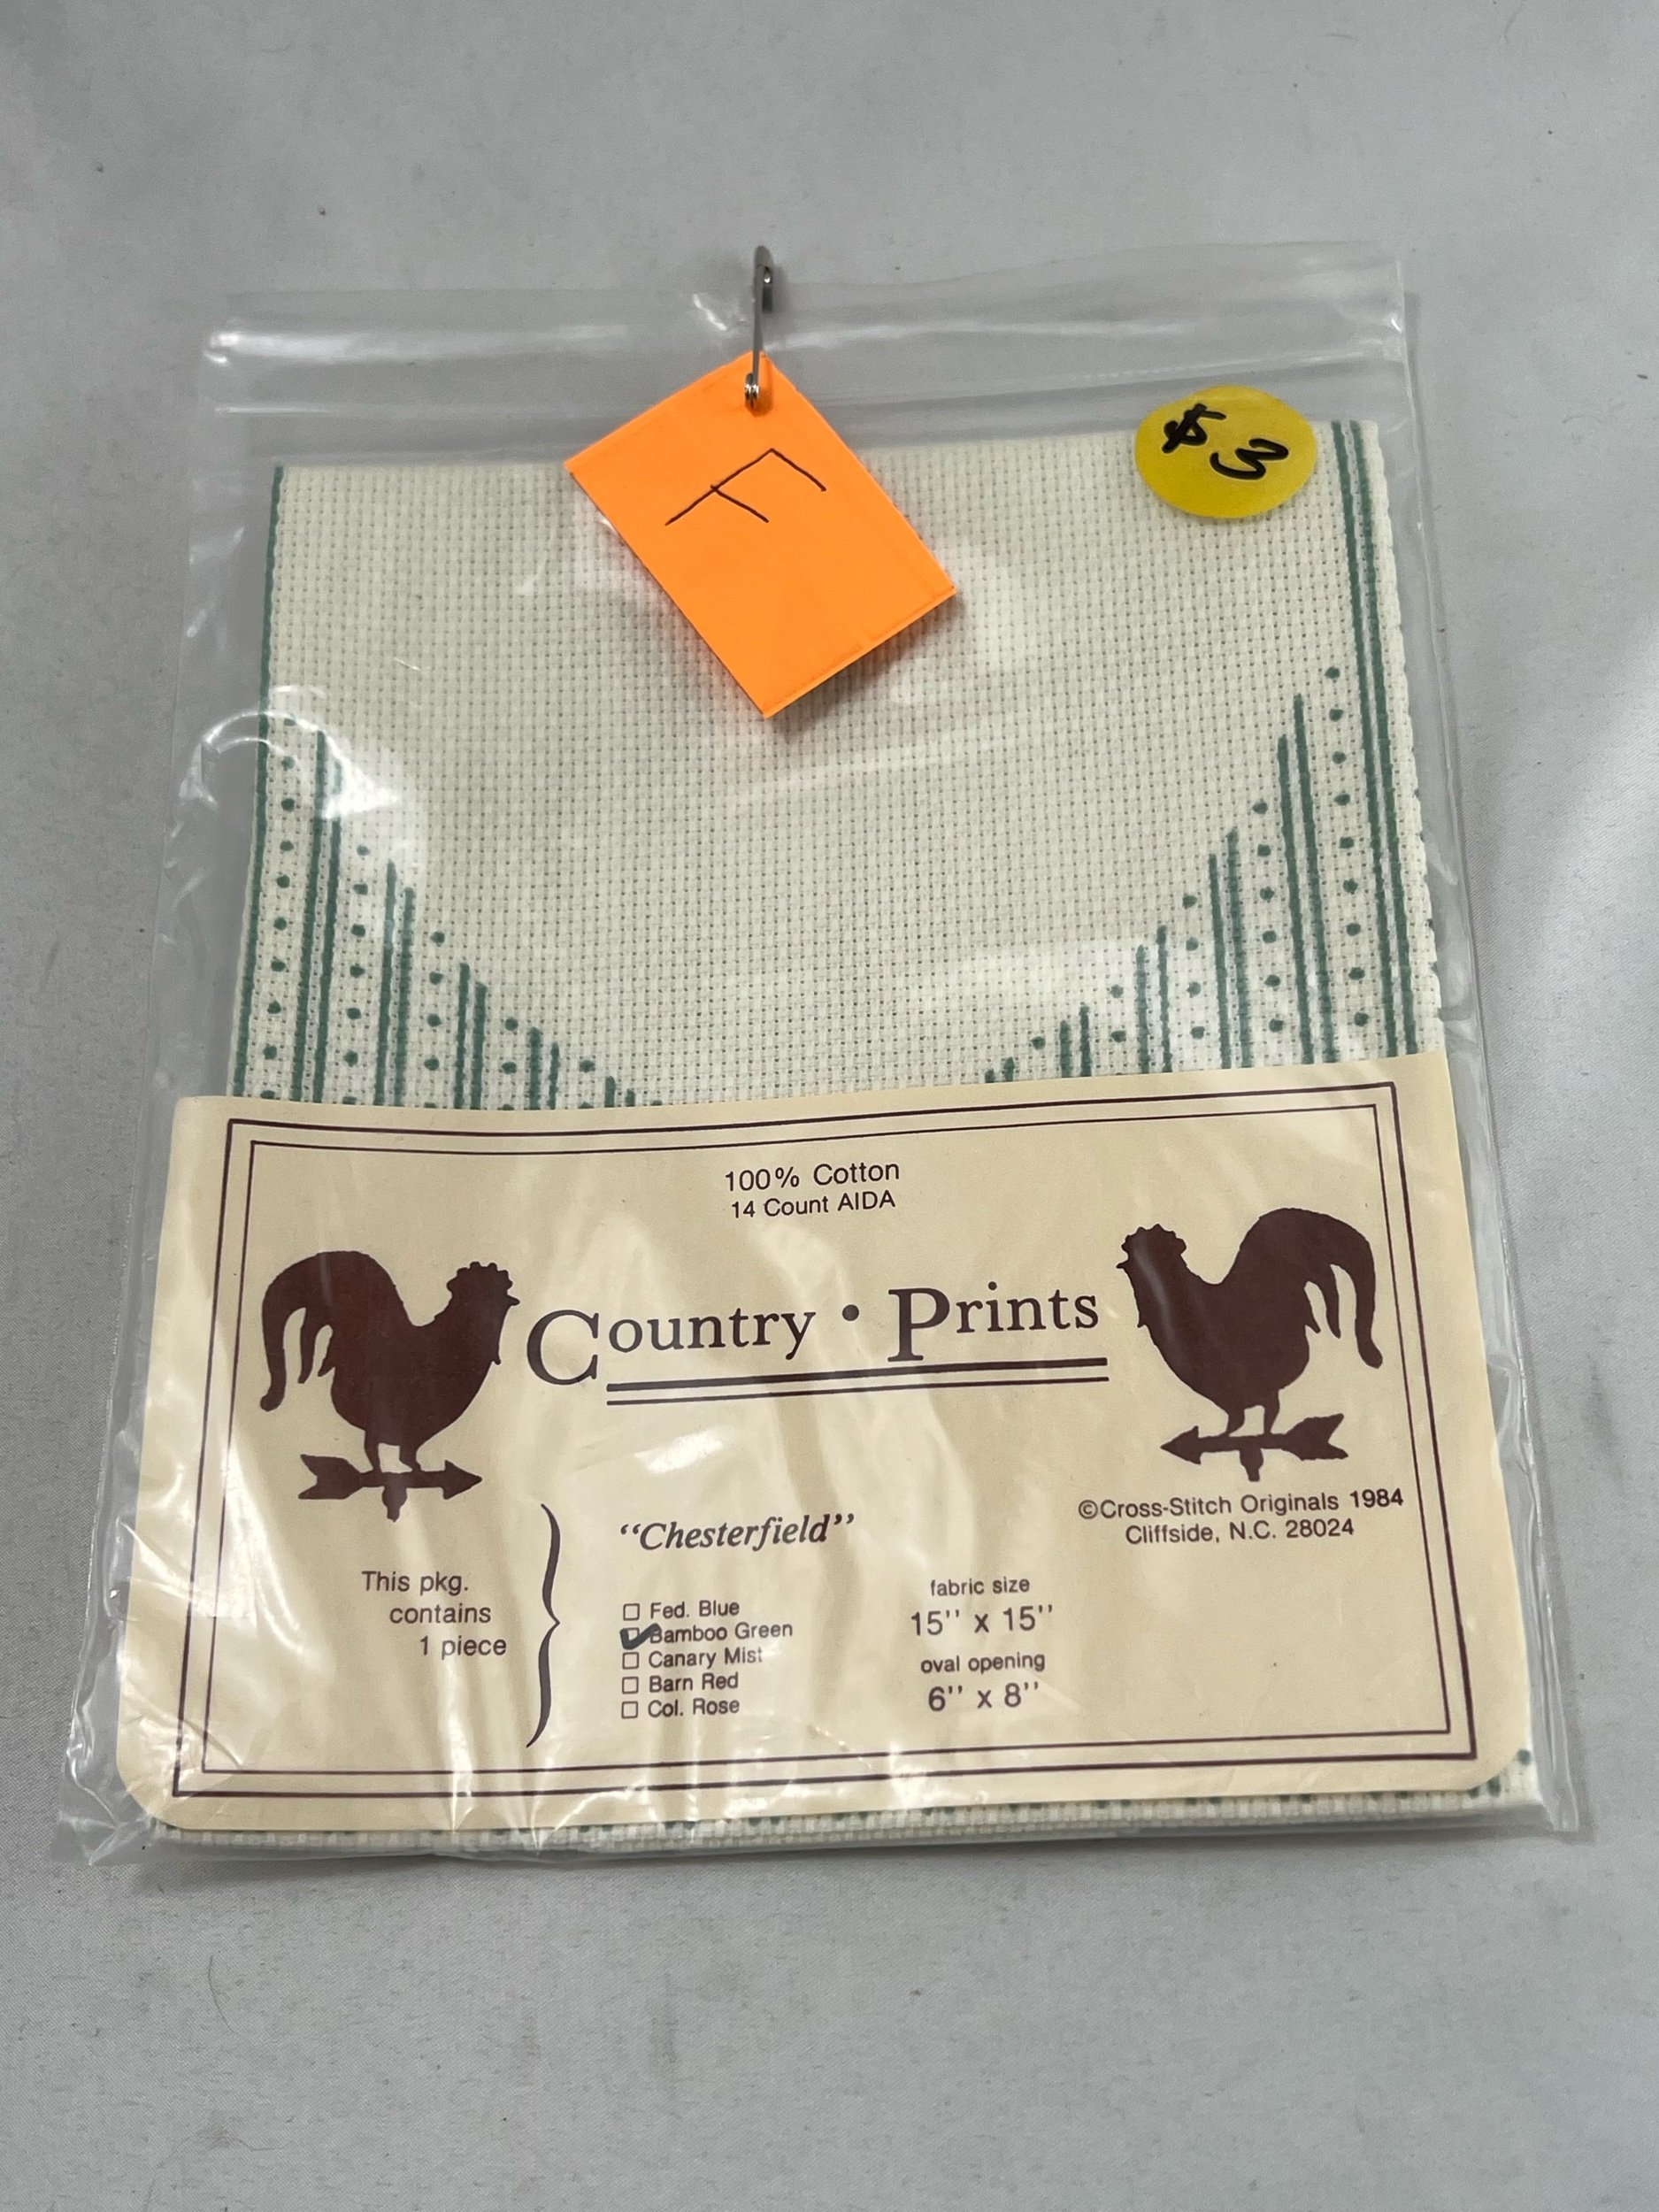 F
$3
100% Cotton
14 Count AIDA
Country • Prints
©Cross-Stitch Originals 1984
Cliffside, N.C. 28024
"Chesterfield"
This pkg.
contains
1 piece
☐ Fed. Blue
☑ Bamboo Green
☐ Canary Mist
☐ Barn Red
☐ Col. Rose
fabric size
15'' x 15''
oval opening
6'' x 8''